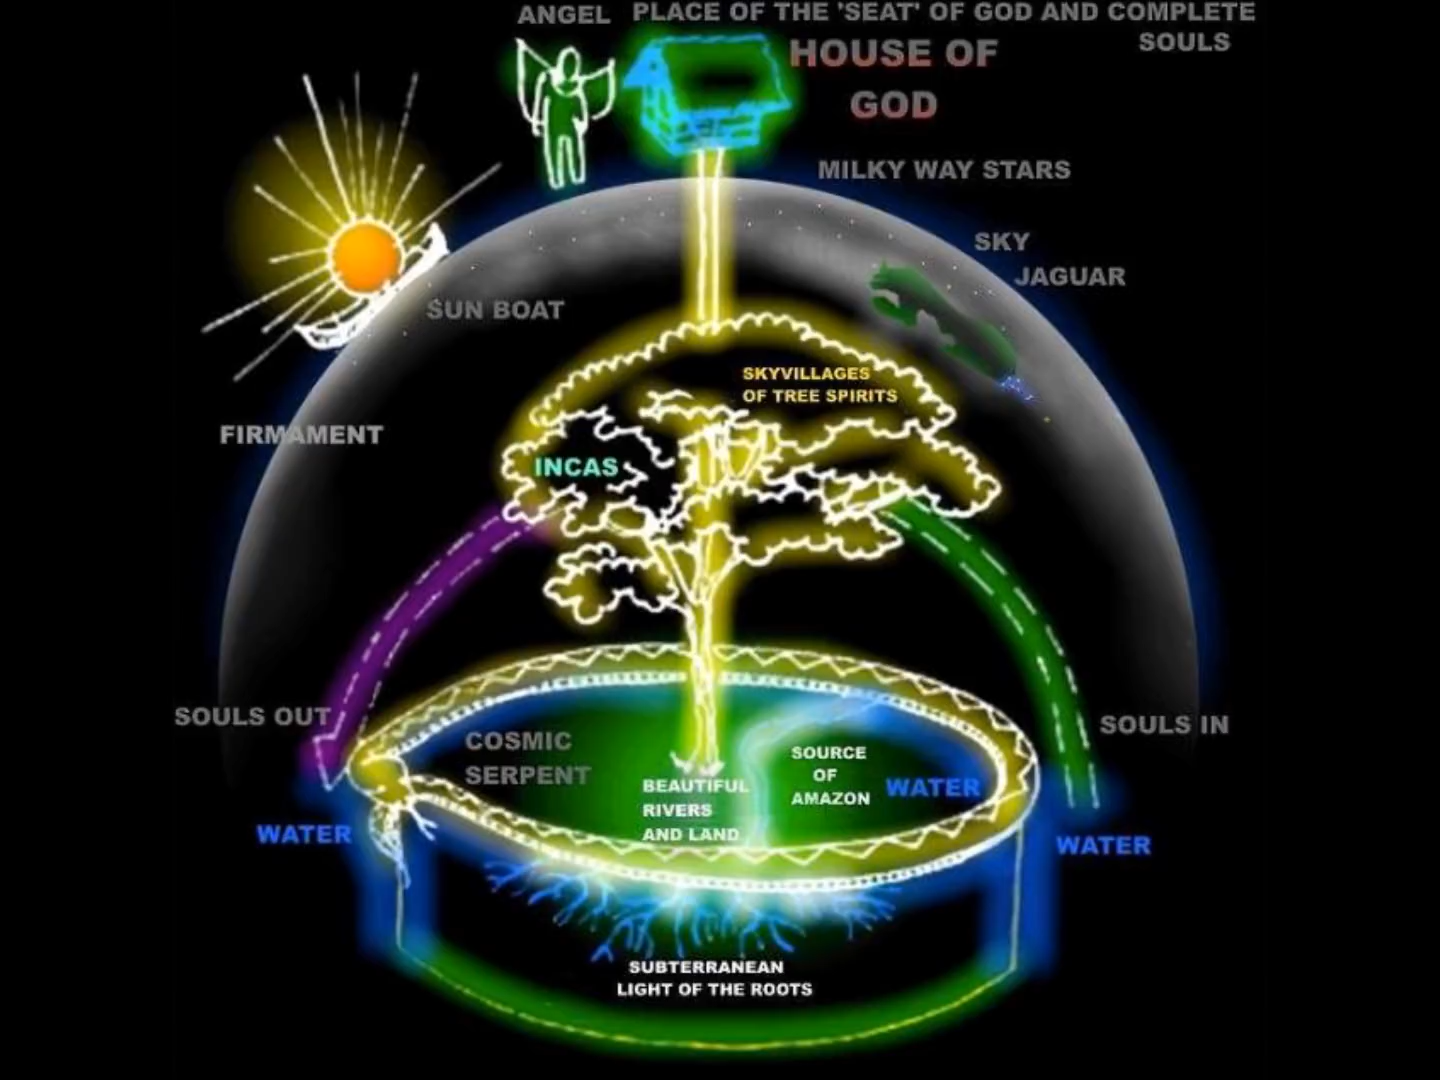 ANGEL
PLACE OF THE 'SEAT' OF GOD AND COMPLETE
SOULS
HOUSE OF
GOD
MILKY WAY STARS
SKY
JAGUAR
SUN BOAT
SKYVILLAGES
OF TREE SPIRITS
FIRMAMENT
INCAS
SOULS OUT
SOULS IN
COSMIC
SERPENT
SOURCE
OF
AMAZON
WATER
BEAUTIFUL
RIVERS
AND LAND
WATER
WATER
SUBTERRANEAN
LIGHT OF THE ROOTS